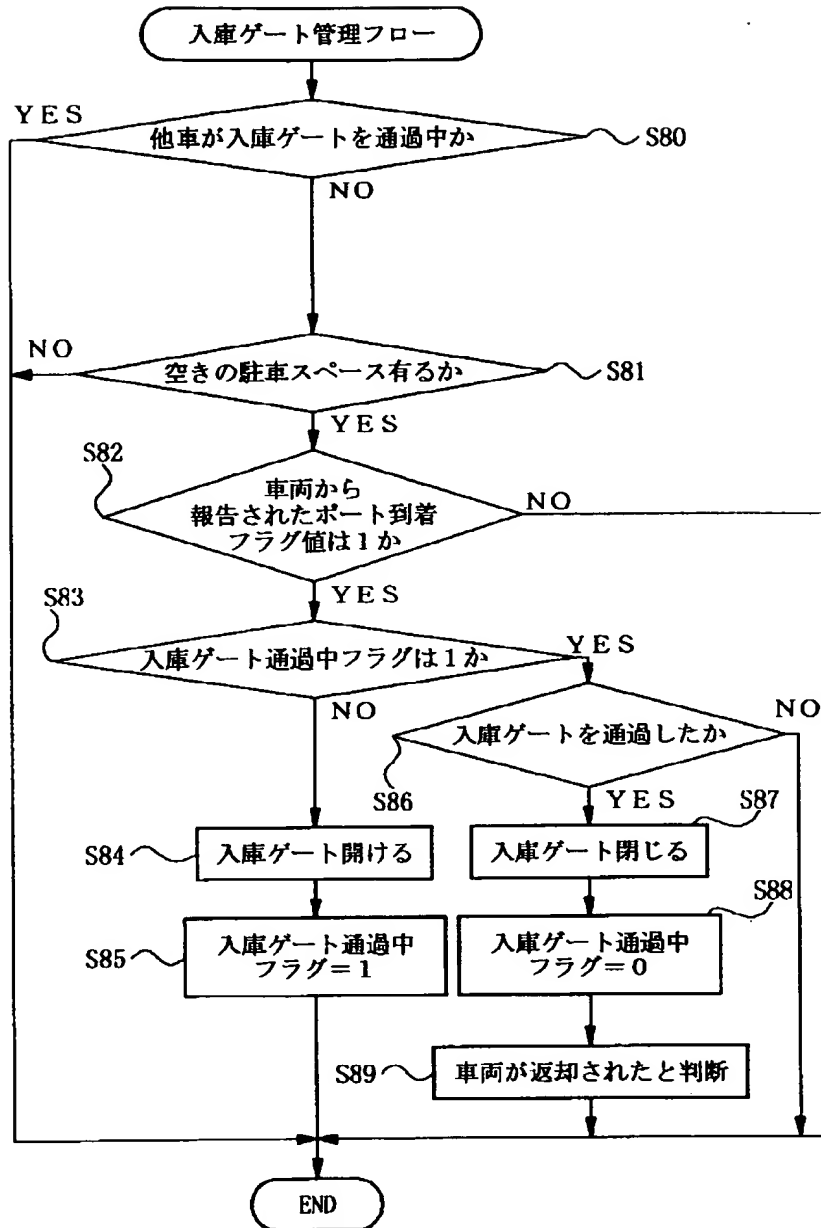 入庫ゲート管理フロー
YES
他車が入庫ゲートを通過中か
S80
NO
NO
空きの駐車スペース有るか
S81
YES
S82
車両から
報告されたポート到着
フラグ値は1か
NO
YES
S83
入庫ゲート通過中フラグは1か
YES
NO
入庫ゲートを通過したか
NO
S86
YES
S87
S84
入庫ゲート開ける
入庫ゲート閉じる
S88
S85
入庫ゲート通過中
フラグ=1
入庫ゲート通過中
フラグ=0
S89
車両が返却されたと判断
END